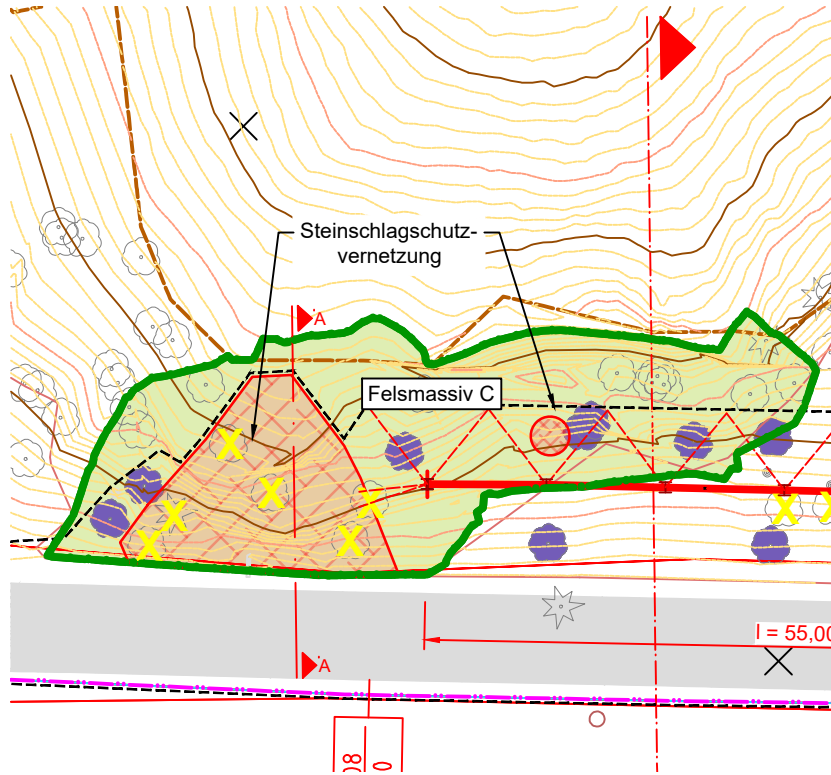 Steinschlagschutz-
vernetzung
A
Felsmassiv C
X
X
X
X
X
X
X
X
l = 55,00
A